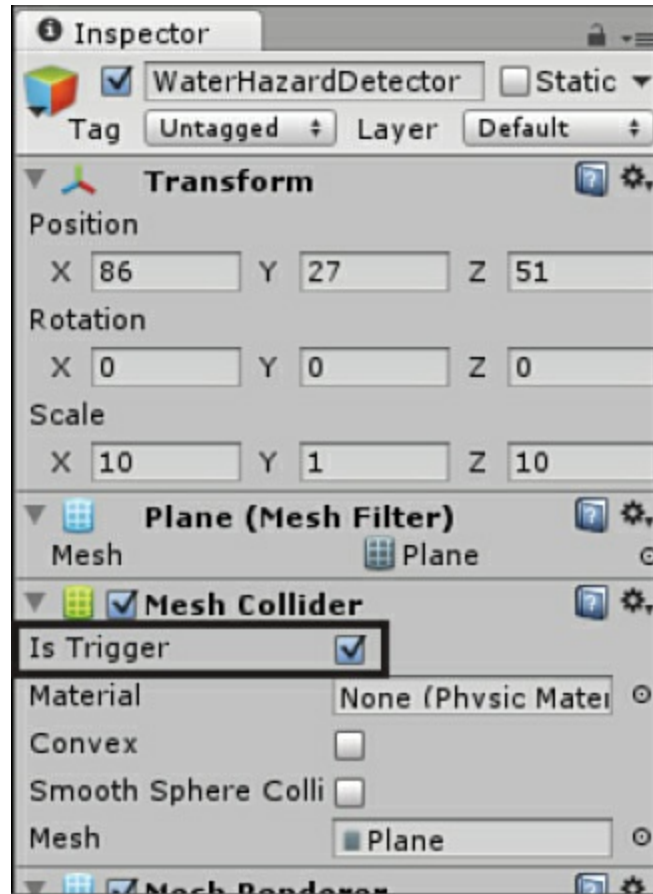 Inspector
WaterHazardDetector Static
Tag Untagged Layer Default
Transform
Position
X 86 Y 27 Z 51
Rotation
X 0 Y 0 Z 0
Scale
X 10 Y 1 Z 10
Plane (Mesh Filter)
Mesh Plane
Mesh Collider
Is Trigger
Material None (Physic Mater
Convex
Smooth Sphere Colli
Mesh Plane
Mesh Renderer